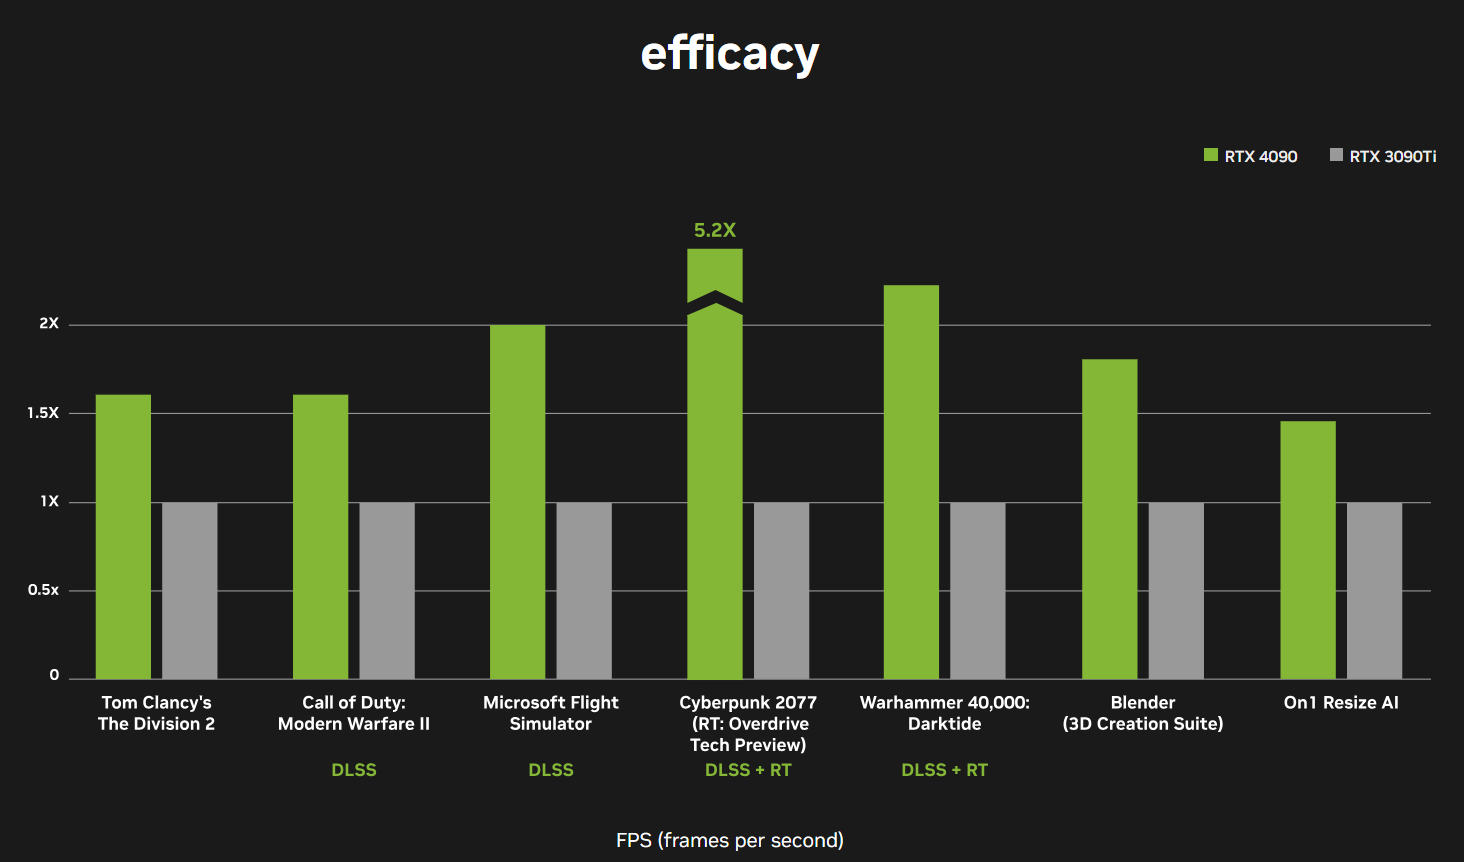 efficacy
RTX 4090
RTX 3090Ti
5.2X
2X
1.5X
1X
0.5x
0
Tom Clancy's
The Division 2
Call of Duty:
Modern Warfare II
DLSS
Microsoft Flight
Simulator
DLSS
Cyberpunk 2077
(RT: Overdrive
Tech Preview)
DLSS + RT
Warhammer 40,000:
Darktide
DLSS + RT
Blender
(3D Creation Suite)
On1 Resize AI
FPS (frames per second)